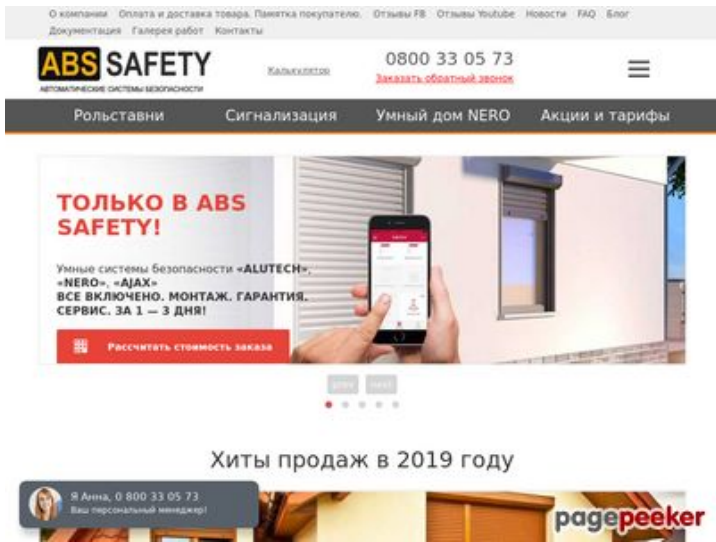 О компании Оплата и доставка товара. Памятка покупателю. Отзывы FB Отзывы Youtube Новости FAQ Блог
Документация Галерея работ Контакты
ABS SAFETY
АВТОМАТИЧЕСКИЕ СИСТЕМЫ БЕЗОПАСНОСТИ
Калькулятор
0800 33 05 73
Заказать обратный звонок
Рольставни Сигнализация Умный дом NERO Акции и тарифы
ТОЛЬКО В ABS
SAFETY!
Умные системы безопасности «ALUTECH»,
«NERO», «AJAX»
ВСЕ ВКЛЮЧЕНО. МОНТАЖ. ГАРАНТИЯ.
СЕРВИС. ЗА 1 — 3 ДНЯ!
Рассчитать стоимость заказа
prev next
Хиты продаж в 2019 году
Я Анна, 0 800 33 05 73
Ваш персональный менеджер!
pagepeeker